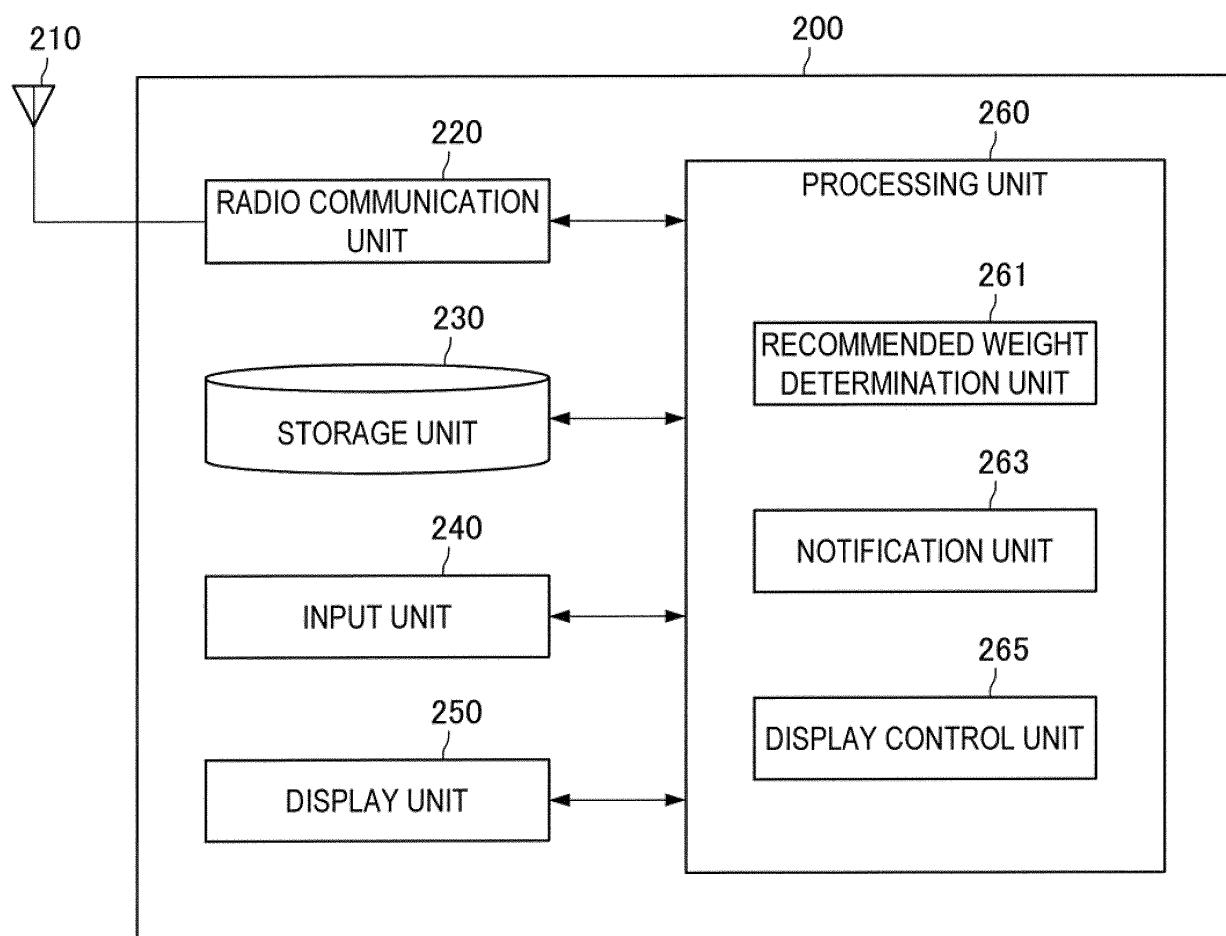 210
200
220
RADIO COMMUNICATION
UNIT
230
STORAGE UNIT
240
INPUT UNIT
250
DISPLAY UNIT
260
PROCESSING UNIT
261
RECOMMENDED WEIGHT
DETERMINATION UNIT
263
NOTIFICATION UNIT
265
DISPLAY CONTROL UNIT